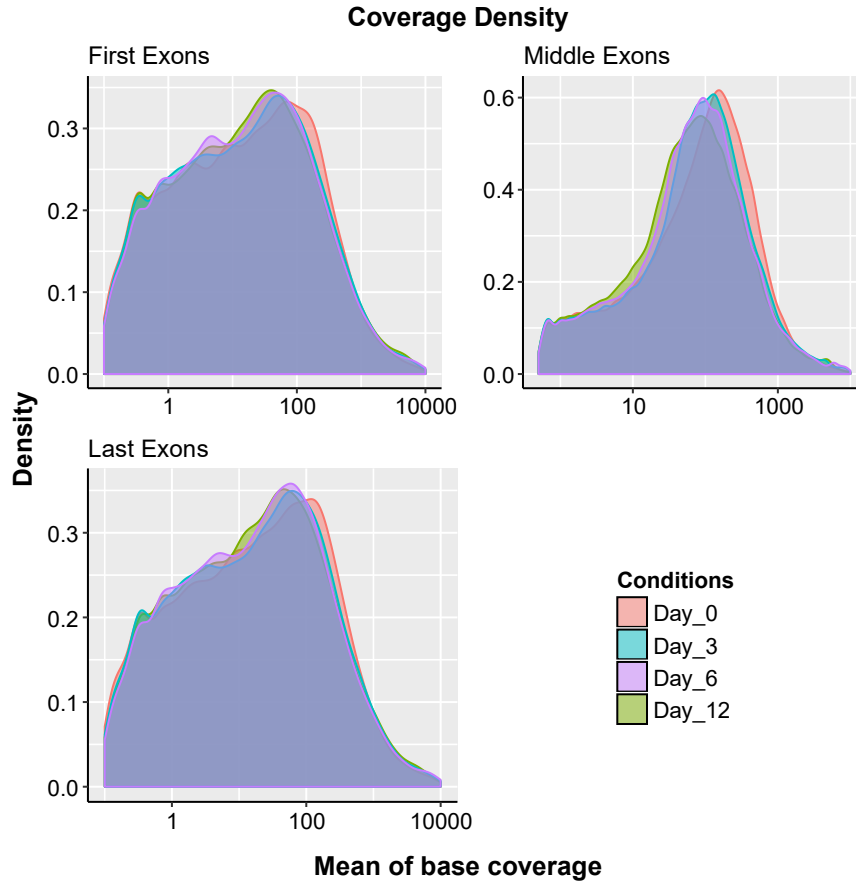 Coverage Density
First Exons
0.3
0.2
0.1
0.0
1 100 10000
Middle Exons
0.6
0.4
0.2
0.0
10 1000
Last Exons
0.3
0.2
0.1
0.0
1 100 10000
Density
Mean of base coverage
Conditions
Day_0
Day_3
Day_6
Day_12